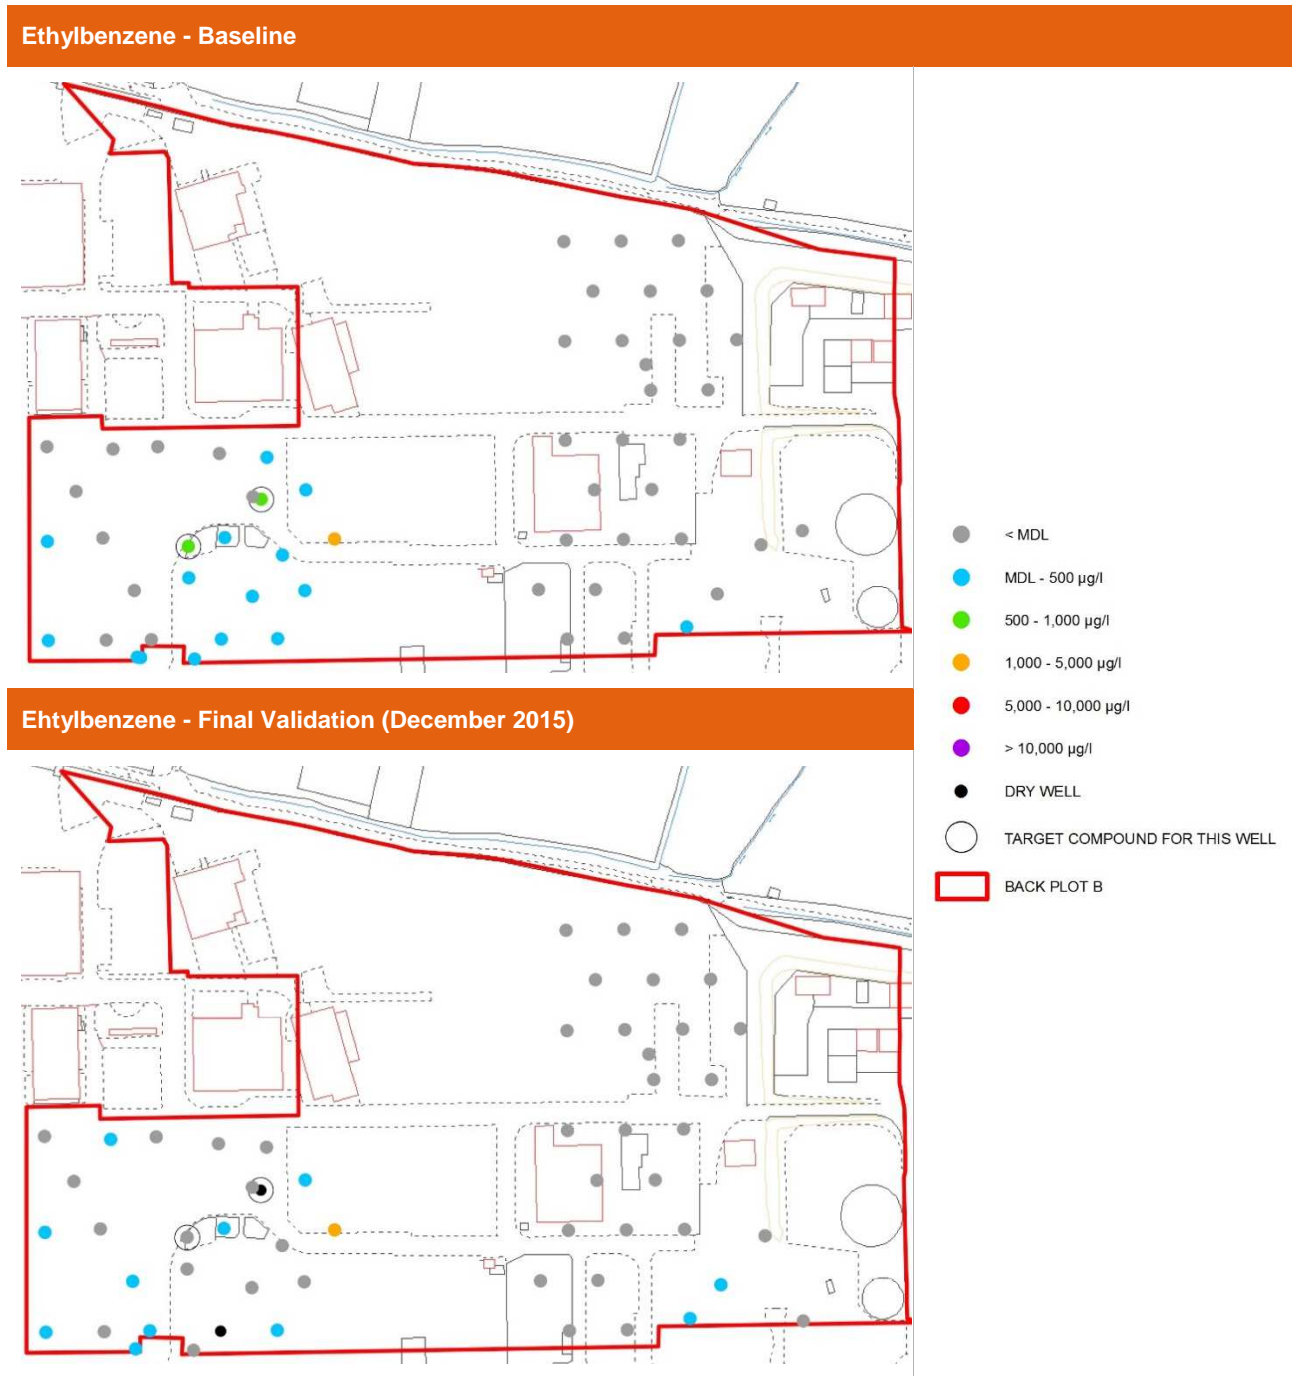 Ethylbenzene - Baseline
< MDL
MDL - 500 µg/l
500 - 1,000 µg/l
1,000 - 5,000 µg/l
5,000 - 10,000 µg/l
> 10,000 µg/l
DRY WELL
TARGET COMPOUND FOR THIS WELL
BACK PLOT B
Ehtylbenzene - Final Validation (December 2015)